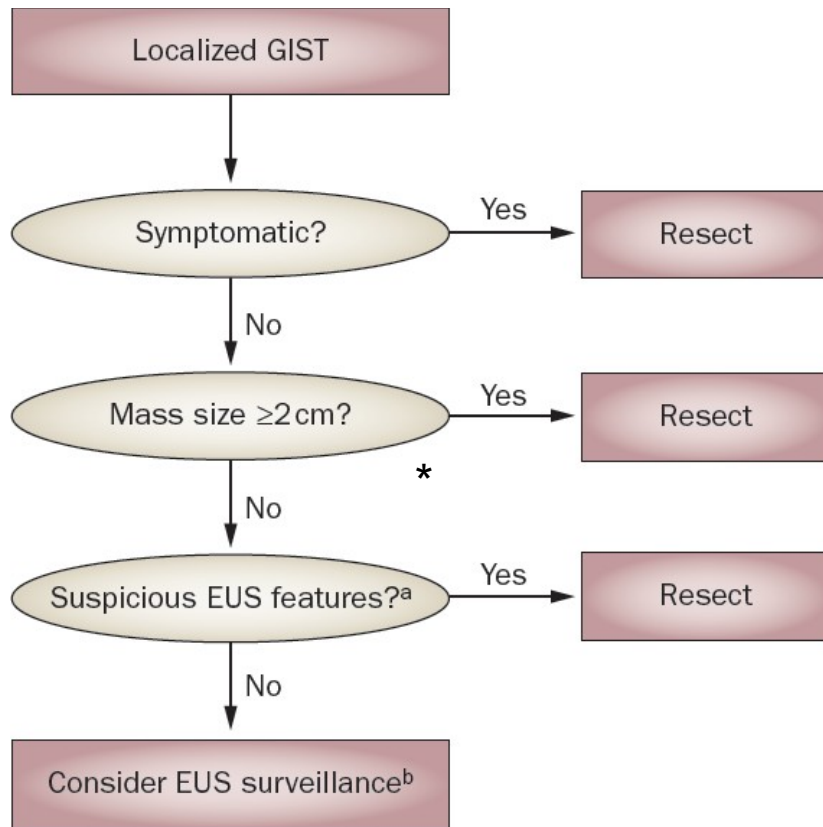 Localized GIST
Symptomatic?
Yes
Resect
No
Mass size ≥2 cm?
Yes
Resect
*
No
Suspicious EUS features?ᵃ
Yes
Resect
No
Consider EUS surveillanceᵇ